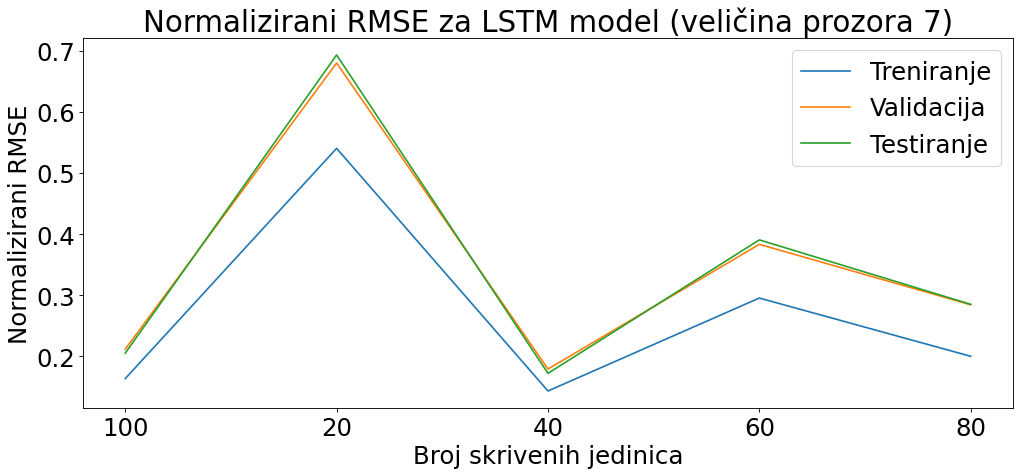 Normalizirani RMSE za LSTM model (veličina prozora 7)
Normalizirani RMSE
0.7
0.6
0.5
0.4
0.3
0.2
Treniranje
Validacija
Testiranje
100 20 40 60 80
Broj skrivenih jedinica